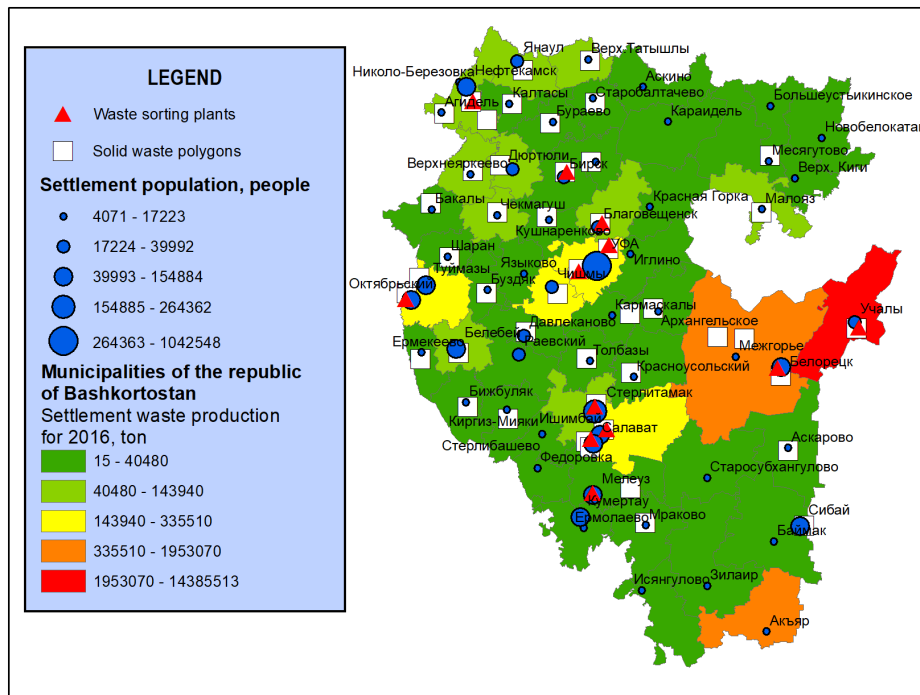 LEGEND
Waste sorting plants
Solid waste polygons
Settlement population, people
4071 - 17223
17224 - 39992
39993 - 154884
154885 - 264362
264363 - 1042548
Municipalities of the republic
of Bashkortostan
Settlement waste production
for 2016, ton
15 - 40480
40480 - 143940
143940 - 335510
335510 - 1953070
1953070 - 14385513
Янаул
Верх.Татышлы
Николо-Березовка
Нефтекамск
Аскино
Агидель
Калтасы
Старобалтачево
Большеустьикинское
Бураево
Караидель
Новобелокатай
Дюртюли
Бирск
Месягутово
Верхнеяркеево
Верх. Киги
Бакалы
Чекмагуш
Красная Горка
Малояз
Благовещенск
Кушнаренково
УФА
Шаран
Языково
Чишмы
Иглино
Туймазы
Октябрьский
Буздяк
Кармаскалы
Учалы
Давлеканово
Архангельское
Белебей
Раевский
Ермекеево
Толбазы
Межгорье
Белорецк
Красноусольский
Бижбуляк
Стерлитамак
Киргиз-Мияки
Ишимбай
Салават
Стерлибашево
Аскарово
Федоровка
Старосубхангулово
Мелеуз
Кумертау
Ермолаево
Мраково
Сибай
Баймак
Исянгулово
Зилаир
Акъяр